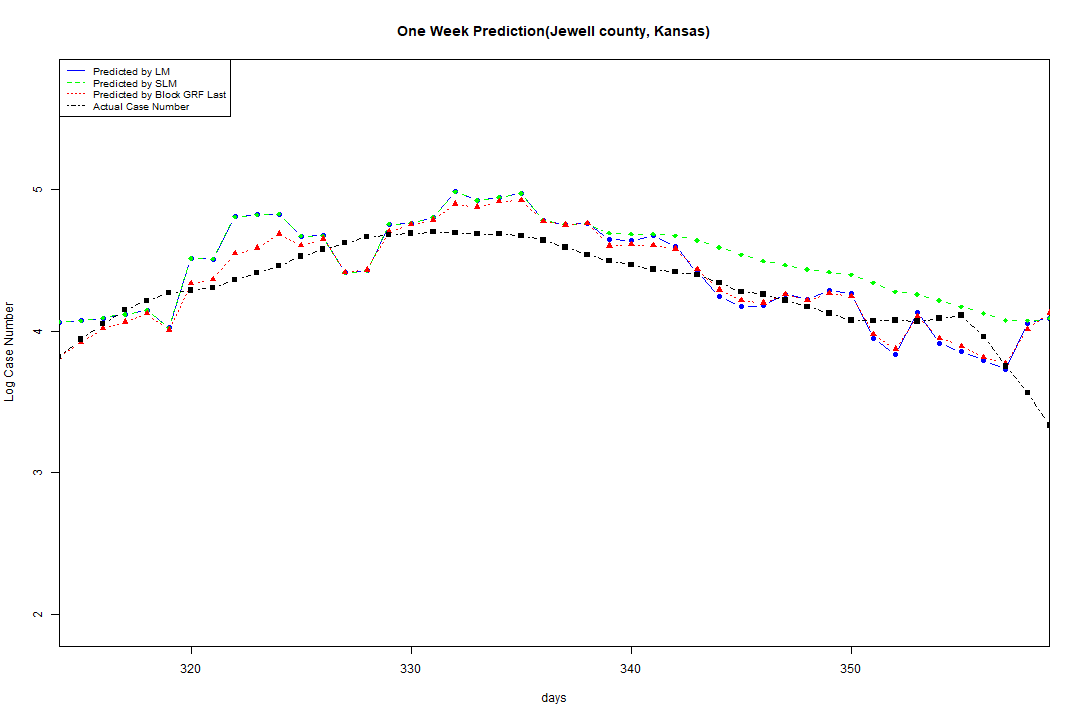 One Week Prediction(Jewell county, Kansas)
Predicted by LM
Predicted by SLM
Predicted by Block GRF Last
Actual Case Number
5
4
3
2
Log Case Number
320 330 340 350
days